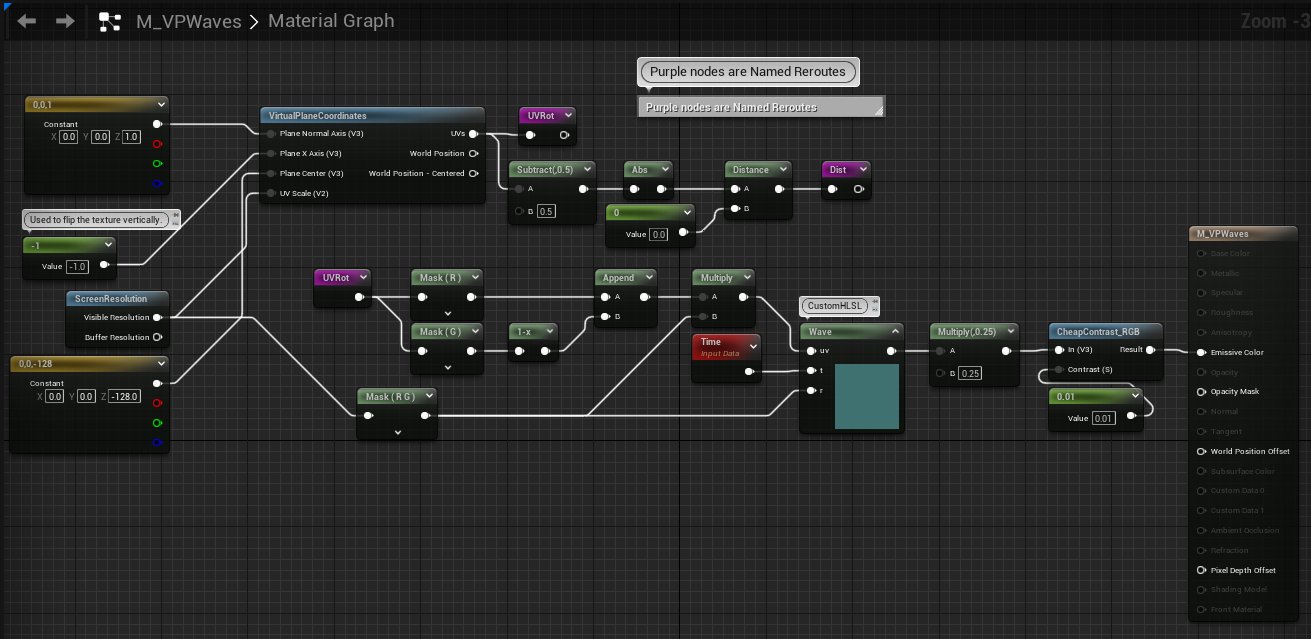 M_VPWaves > Material Graph
Zoom -3
Purple nodes are Named Reroutes
Purple nodes are Named Reroutes
0,0,1
Constant
X 0.0 Y 0.0 Z 1.0
VirtualPlaneCoordinates
Plane Normal Axis (V3) UVs
Plane X Axis (V3) World Position
Plane Center (V3) World Position - Centered
UV Scale (V2)
UVRot
Subtract(,0.5)
A
B 0.5
Abs
Distance
A
B
Dist
0
Value 0.0
Used to flip the texture vertically.
-1
Value -1.0
ScreenResolution
Visible Resolution
Buffer Resolution
0,0,-128
Constant
X 0.0 Y 0.0 Z -128.0
UVRot
Mask ( R )
Mask ( G )
1-x
Append
A
B
Multiply
A
B
Time
Input Data
Mask ( R G )
CustomHLSL
Wave
uv
t
r
Multiply(,0.25)
A
B 0.25
CheapContrast_RGB
In (V3) Result
Contrast (S)
0.01
Value 0.01
M_VPWaves
Base Color
Metallic
Specular
Roughness
Anisotropy
Emissive Color
Opacity
Opacity Mask
Normal
Tangent
World Position Offset
Subsurface Color
Custom Data 0
Custom Data 1
Ambient Occlusion
Refraction
Pixel Depth Offset
Shading Model
Front Material